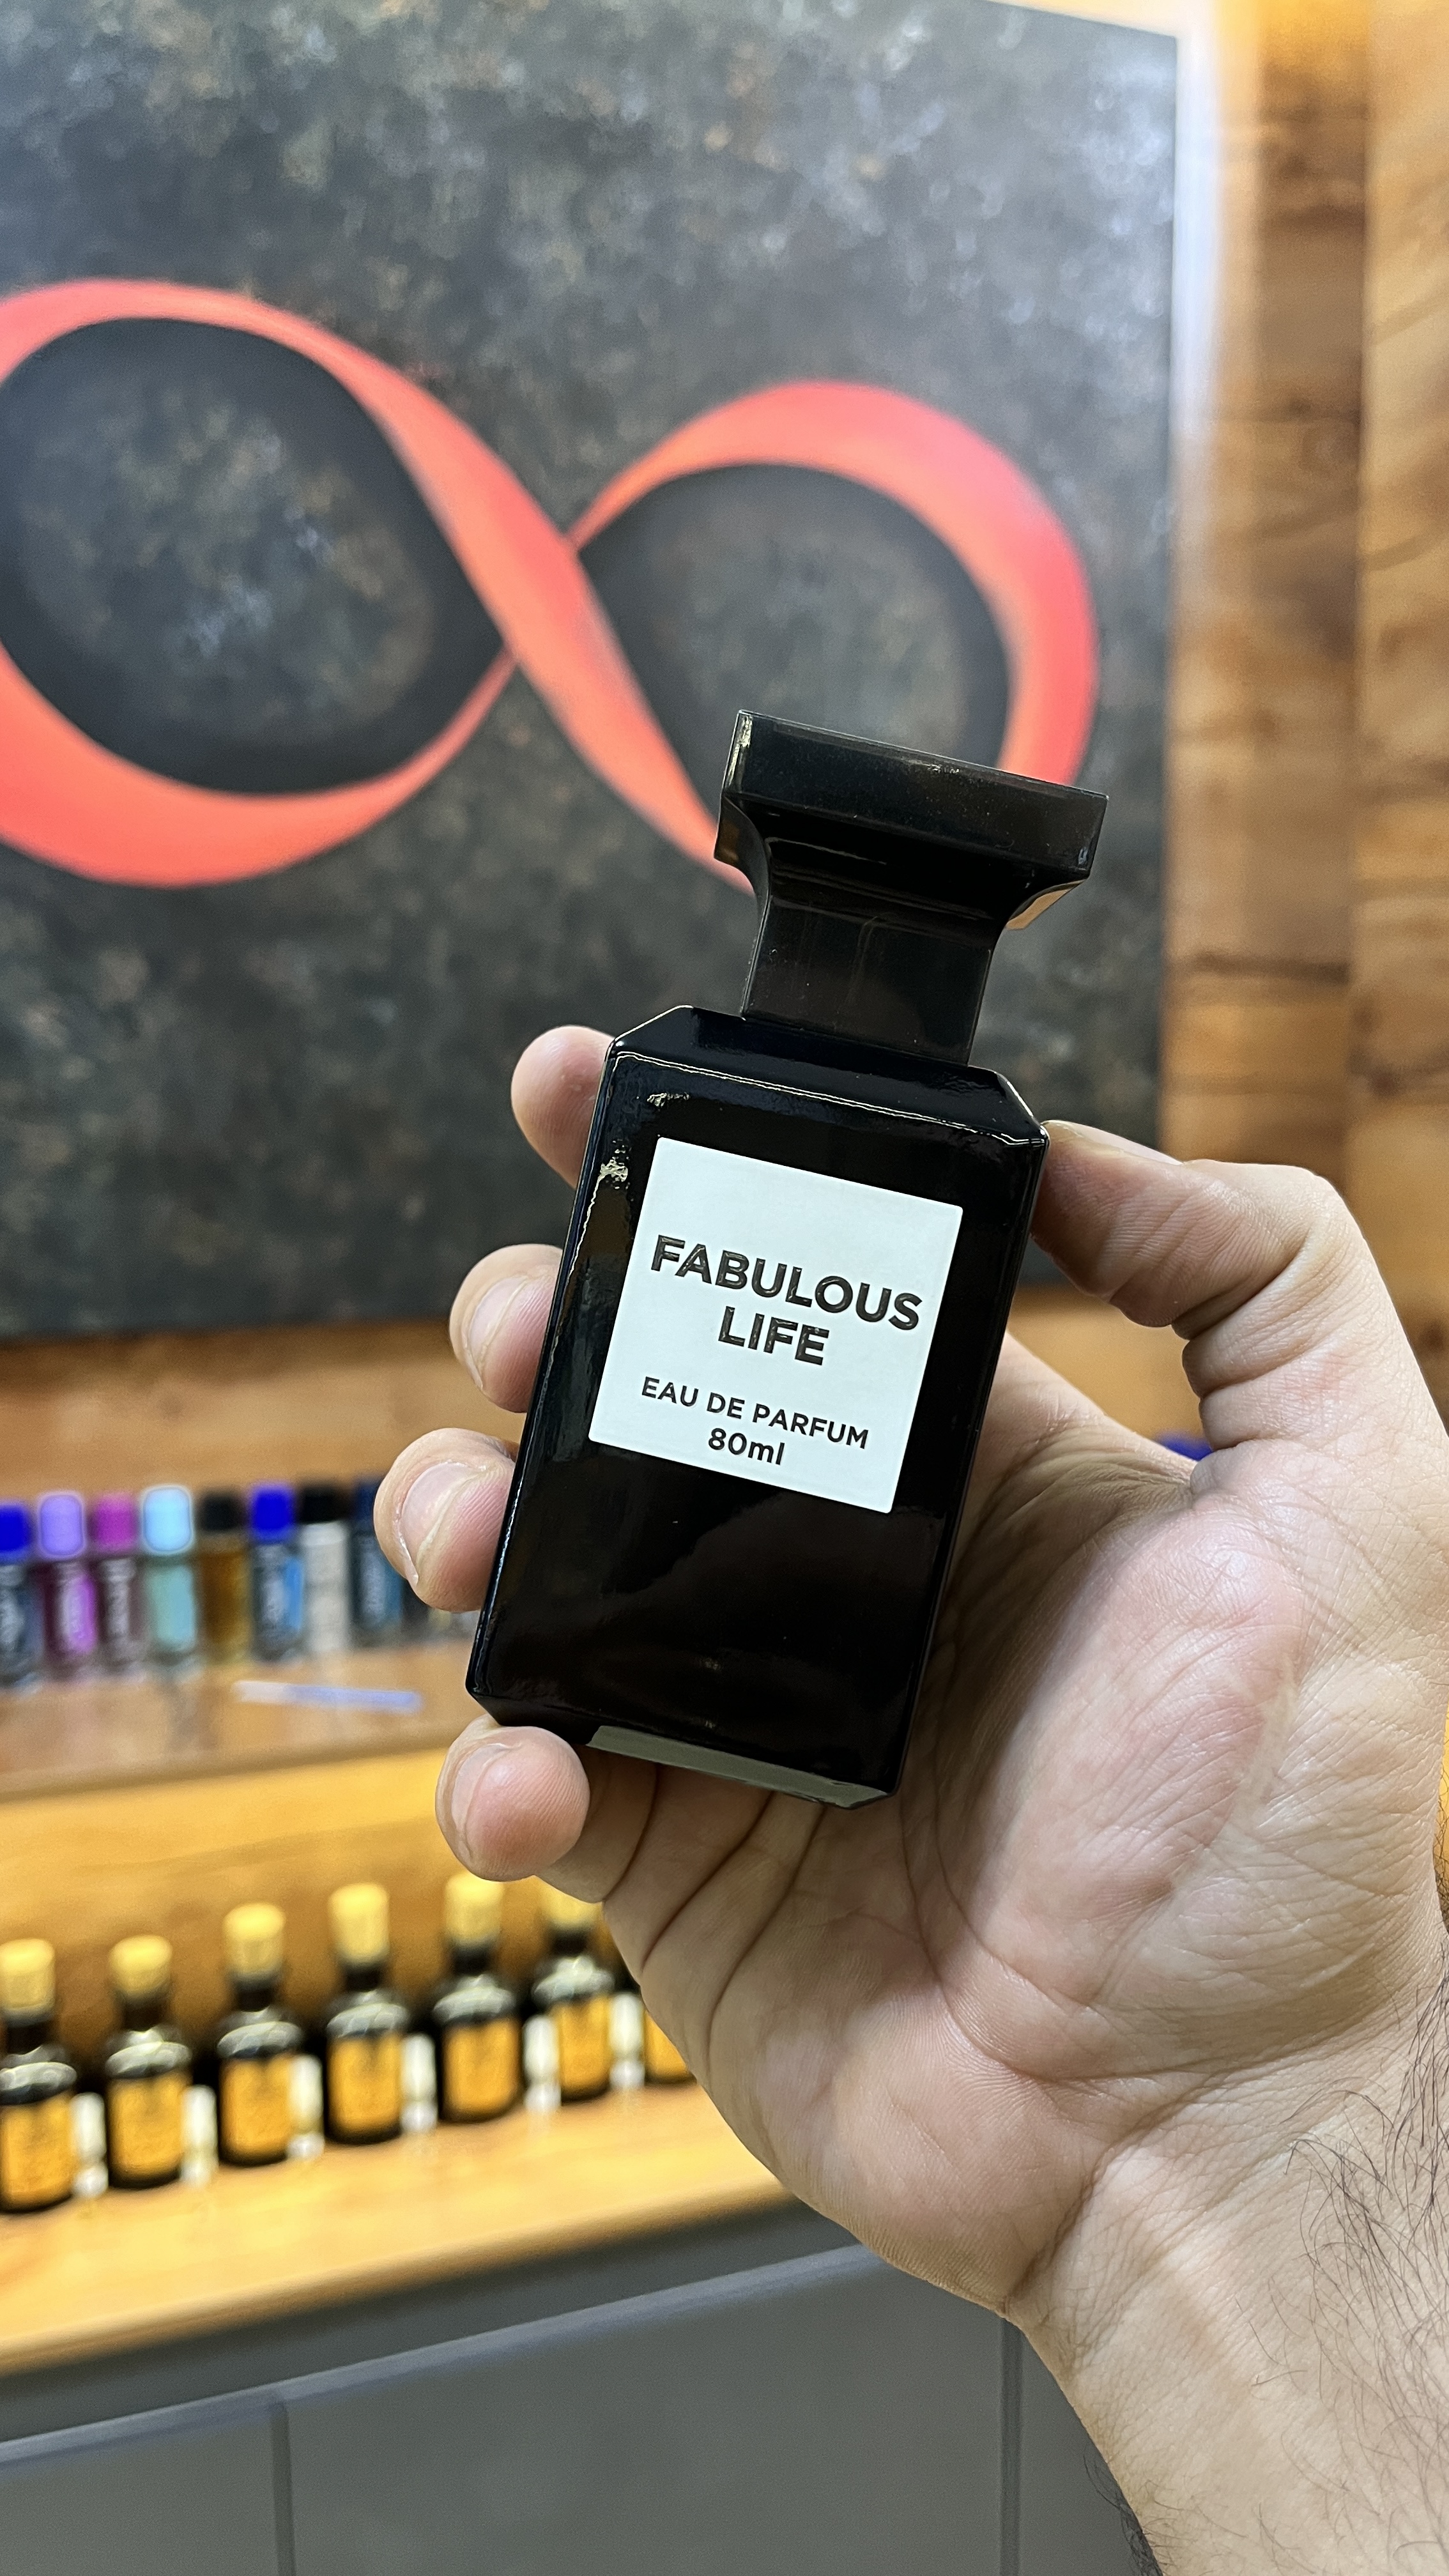 FABULOUS
LIFE
EAU DE PARFUM
80ml